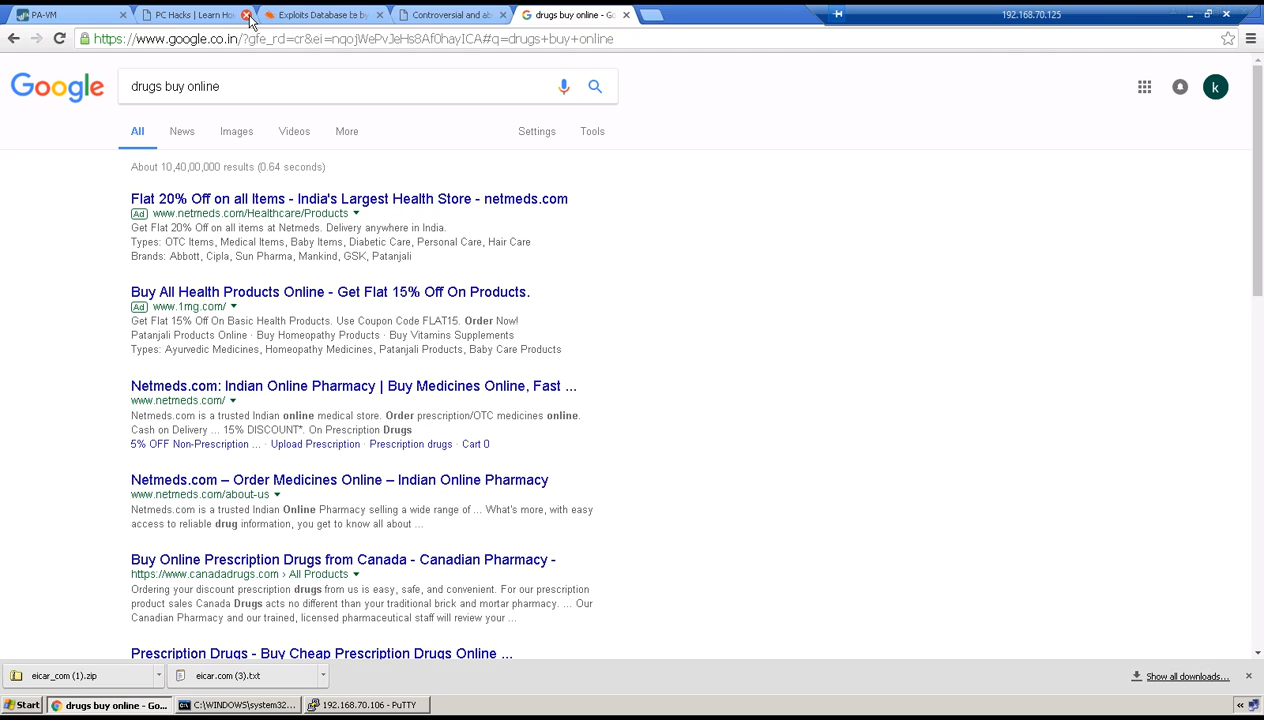 PA-VM
PC Hacks | Learn Ho
Exploits Database be by
Controversial and ab
drugs buy online - Go
192.168.70.125
https://www.google.co.in/?gfe_rd=cr&ei=nqojWePvJeHs8Af0hayICA#q=drugs+buy+online
Google
drugs buy online
k
All News Images Videos More Settings Tools
About 10,40,00,000 results (0.64 seconds)
Flat 20% Off on all Items - India's Largest Health Store - netmeds.com
Ad www.netmeds.com/Healthcare/Products
Get Flat 20% Off on all items at Netmeds. Delivery anywhere in India.
Types: OTC Items, Medical Items, Baby Items, Diabetic Care, Personal Care, Hair Care
Brands: Abbott, Cipla, Sun Pharma, Mankind, GSK, Patanjali
Buy All Health Products Online - Get Flat 15% Off On Products.
Ad www.1mg.com/
Get Flat 15% Off On Basic Health Products. Use Coupon Code FLAT15. Order Now!
Patanjali Products Online · Buy Homeopathy Products · Buy Vitamins Supplements
Types: Ayurvedic Medicines, Homeopathy Medicines, Patanjali Products, Baby Care Products
Netmeds.com: Indian Online Pharmacy | Buy Medicines Online, Fast ...
www.netmeds.com/
Netmeds.com is a trusted Indian online medical store. Order prescription/OTC medicines online.
Cash on Delivery ... 15% DISCOUNT*. On Prescription Drugs
5% OFF Non-Prescription ... · Upload Prescription · Prescription drugs · Cart 0
Netmeds.com – Order Medicines Online – Indian Online Pharmacy
www.netmeds.com/about-us
Netmeds.com is a trusted Indian Online Pharmacy selling a wide range of ... What's more, with easy
access to reliable drug information, you get to know all about ...
Buy Online Prescription Drugs from Canada - Canadian Pharmacy -
https://www.canadadrugs.com › All Products
Ordering your discount prescription drugs from us is easy, safe, and convenient. For our prescription
product sales Canada Drugs acts no different than your traditional brick and mortar pharmacy. ... Our
Canadian Pharmacy and our trained, licensed pharmaceutical staff will review your ...
Prescription Drugs - Buy Cheap Prescription Drugs Online ...
eicar_com (1).zip
eicar.com (3).txt
Show all downloads...
Start
drugs buy online - Go...
C:\WINDOWS\system32...
192.168.70.106 - PuTTY